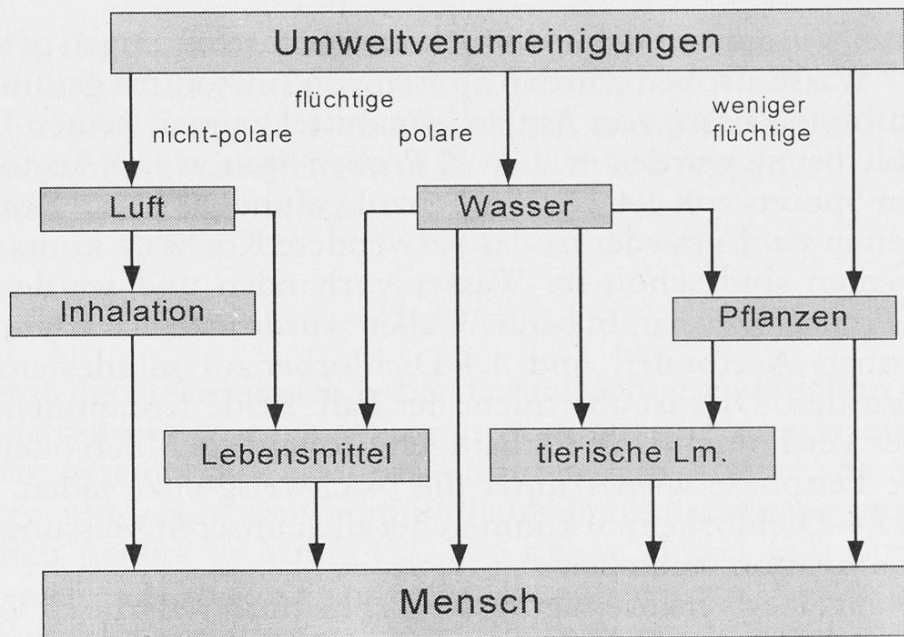 Umweltverunreinigungen
flüchtige
weniger
nicht-polare
polare
flüchtige
Luft
Wasser
Inhalation
Pflanzen
Lebensmittel
tierische Lm.
Mensch